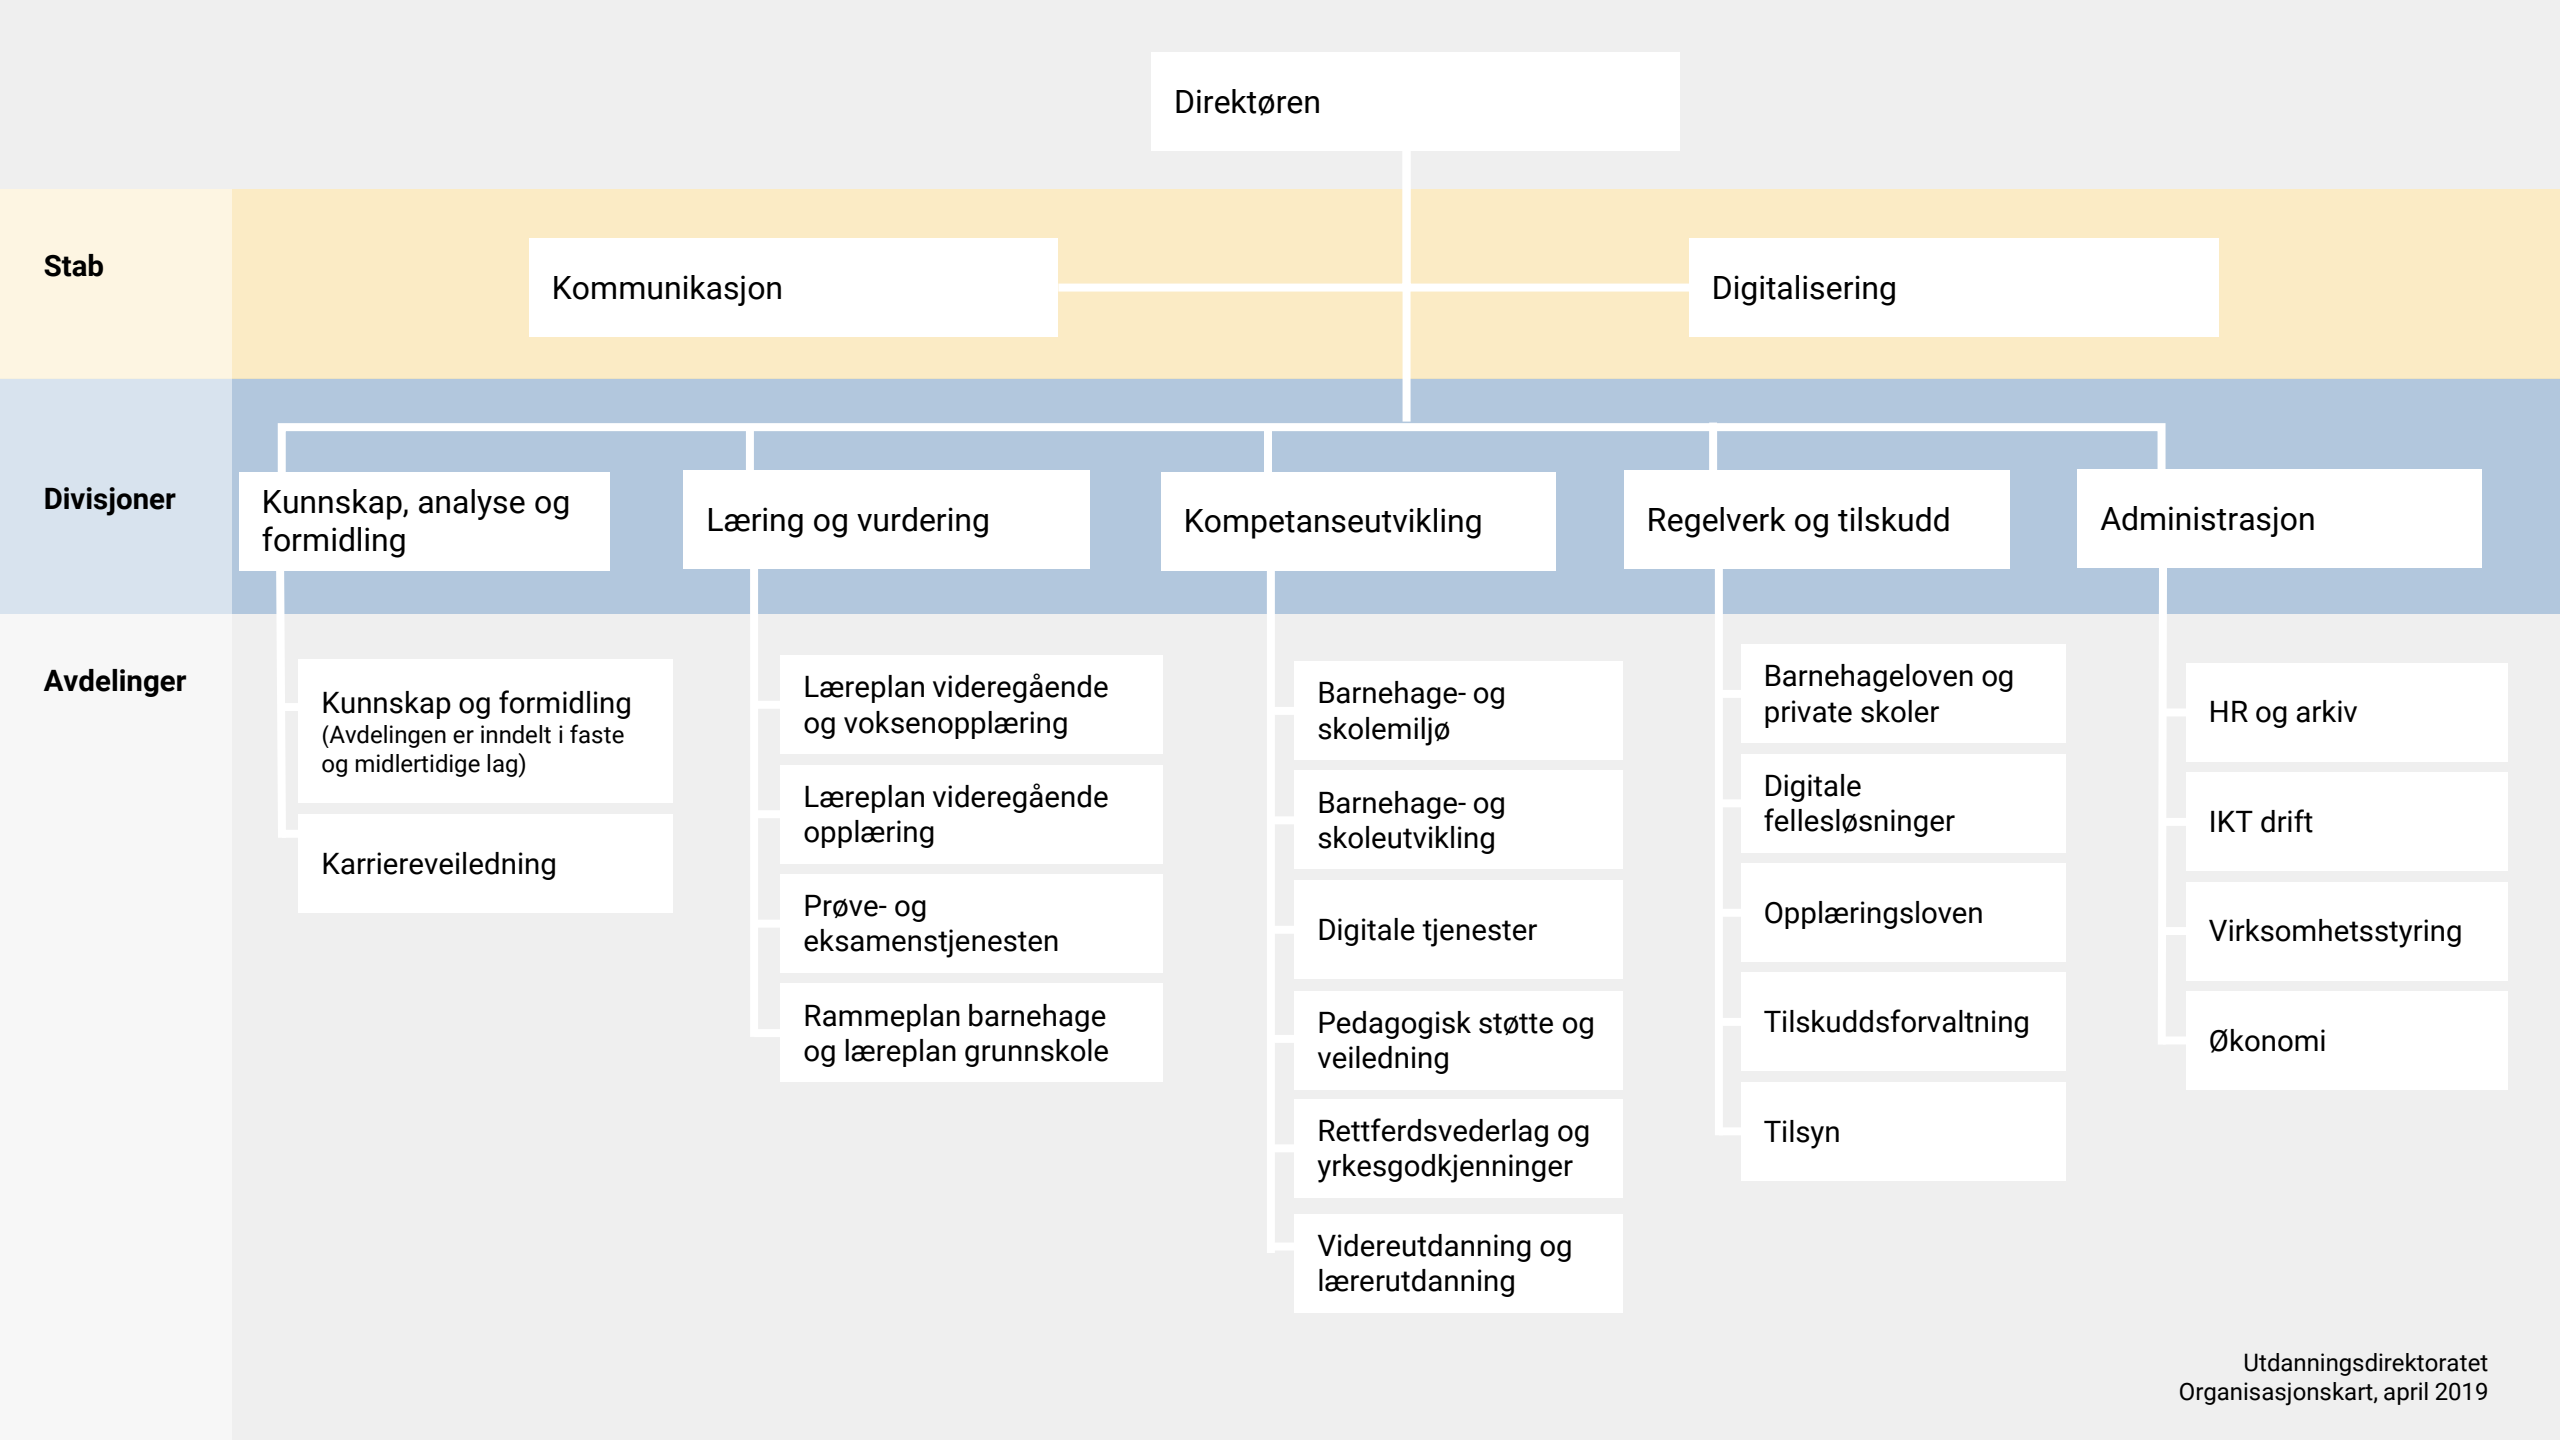 Direktøren
Stab
Kommunikasjon
Digitalisering
Divisjoner
Kunnskap, analyse og
formidling
Læring og vurdering
Kompetanseutvikling
Regelverk og tilskudd
Administrasjon
Avdelinger
Kunnskap og formidling
(Avdelingen er inndelt i faste
og midlertidige lag)
Karriereveiledning
Læreplan videregående
og voksenopplæring
Læreplan videregående
opplæring
Prøve- og
eksamenstjenesten
Rammeplan barnehage
og læreplan grunnskole
Barnehage- og
skolemiljø
Barnehage- og
skoleutvikling
Digitale tjenester
Pedagogisk støtte og
veiledning
Rettferdsvederlag og
yrkesgodkjenninger
Videreutdanning og
lærerutdanning
Barnehageloven og
private skoler
Digitale
fellesløsninger
Opplæringsloven
Tilskuddsforvaltning
Tilsyn
HR og arkiv
IKT drift
Virksomhetsstyring
Økonomi
Utdanningsdirektoratet
Organisasjonskart, april 2019